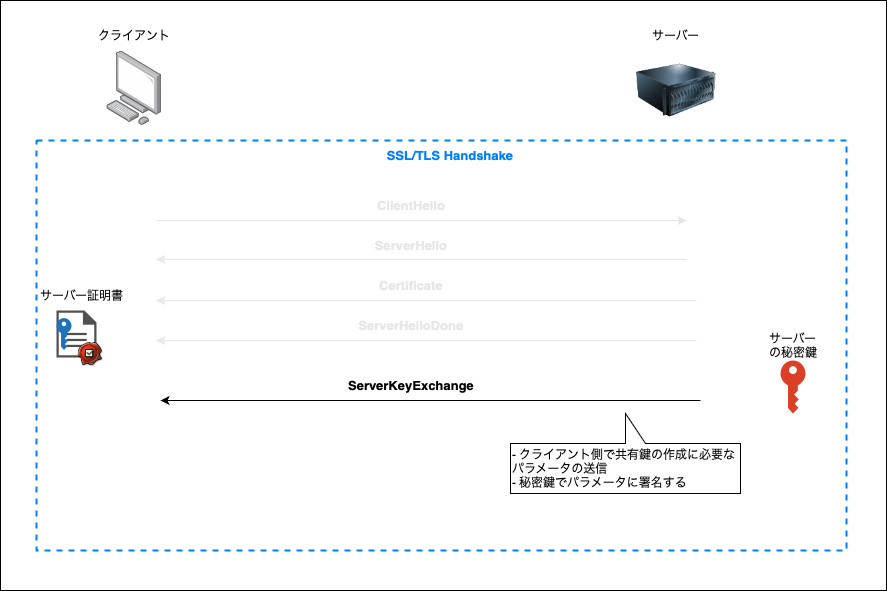 クライアント
サーバー
SSL/TLS Handshake
ClientHello
ServerHello
Certificate
サーバー証明書
ServerHelloDone
サーバー
の秘密鍵
ServerKeyExchange
- クライアント側で共有鍵の作成に必要な
パラメータの送信
- 秘密鍵でパラメータに署名する